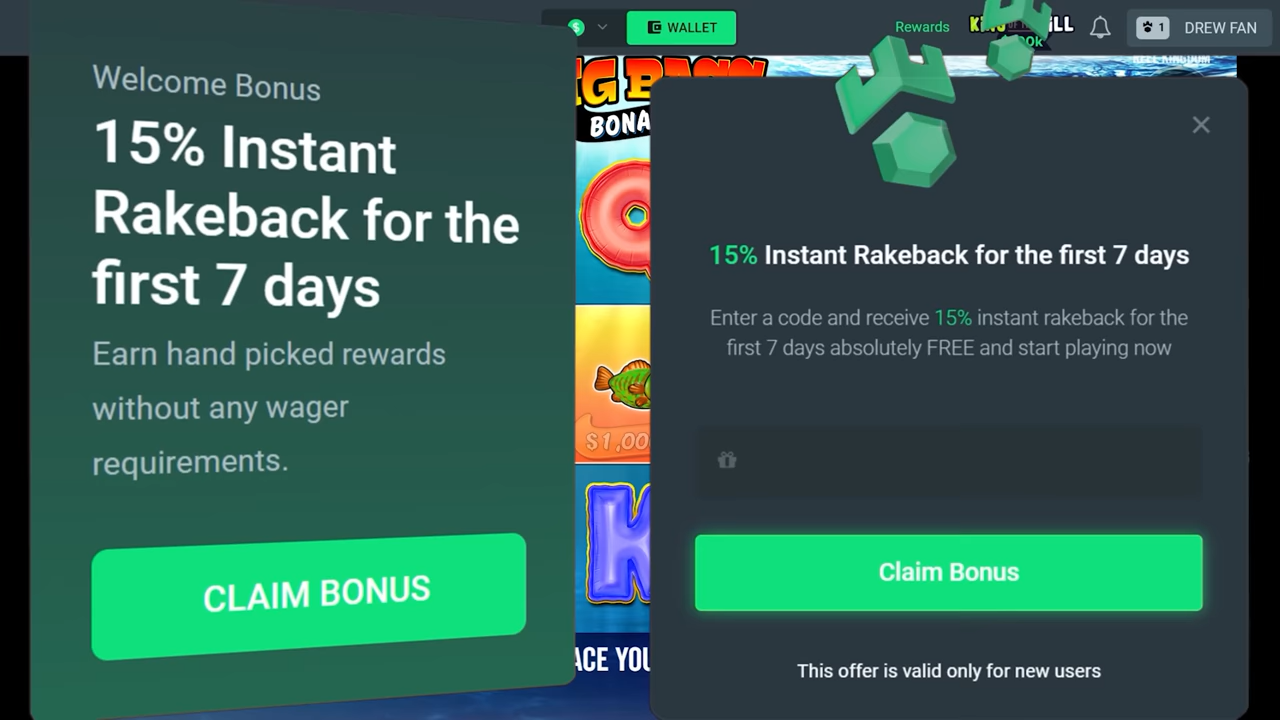 WALLET
Rewards
1
DREW FAN
Welcome Bonus
15% Instant
Rakeback for the
first 7 days
Earn hand picked rewards
without any wager
requirements.
CLAIM BONUS
BONA
$1,00
K
ACE YOU
15% Instant Rakeback for the first 7 days
Enter a code and receive 15% instant rakeback for the
first 7 days absolutely FREE and start playing now
Claim Bonus
This offer is valid only for new users